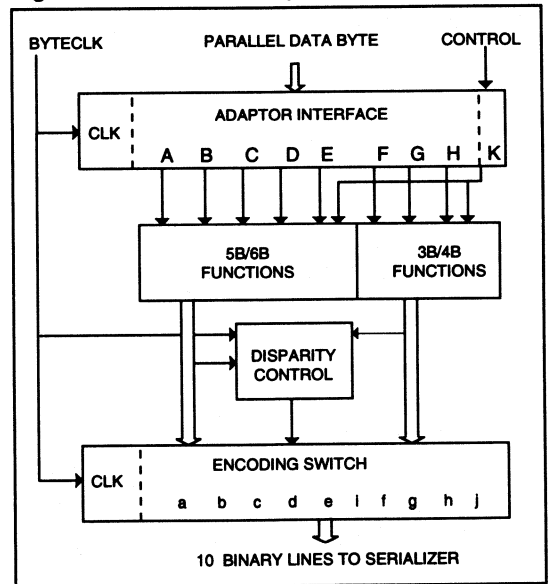 BYTECLK
PARALLEL DATA BYTE
CONTROL
CLK
ADAPTOR INTERFACE
A B C D E F G H K
5B/6B
FUNCTIONS
3B/4B
FUNCTIONS
DISPARITY
CONTROL
CLK
ENCODING SWITCH
a b c d e i f g h j
10 BINARY LINES TO SERIALIZER